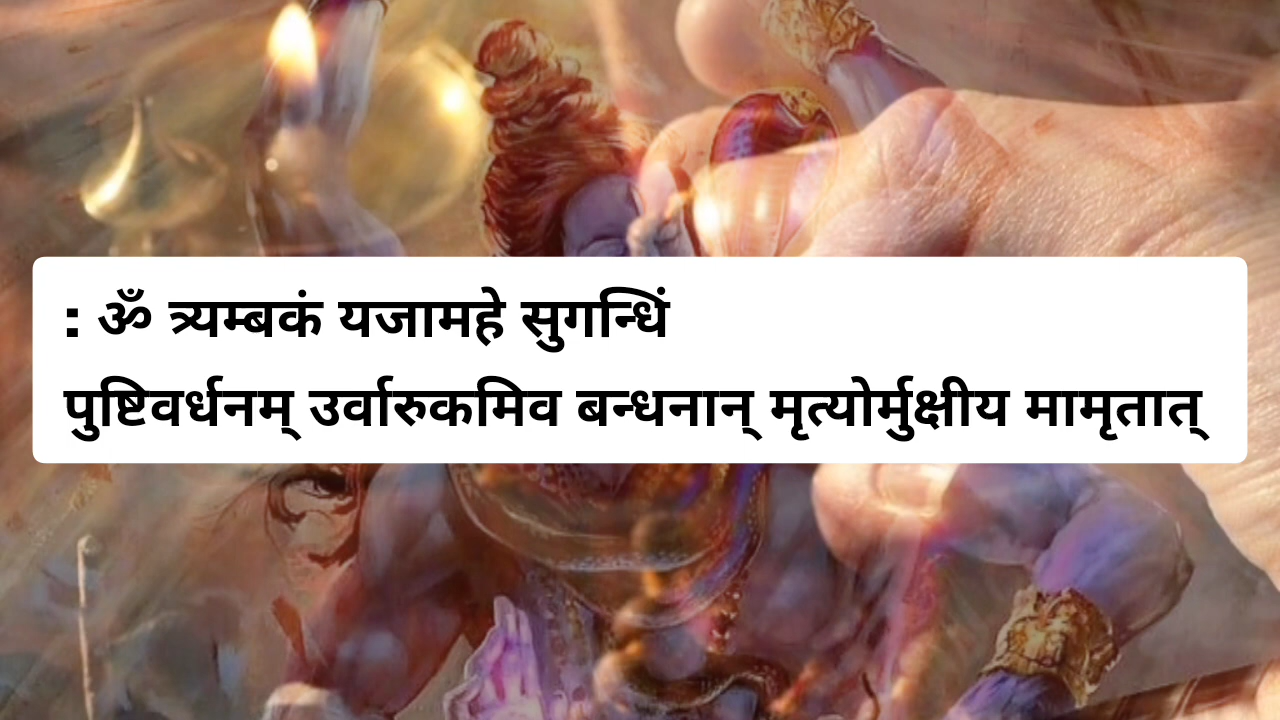 : ॐ त्र्यम्बकं यजामहे सुगन्धिं
पुष्टिवर्धनम् उर्वारुकमिव बन्धनान् मृत्योर्मुक्षीय मामृतात्